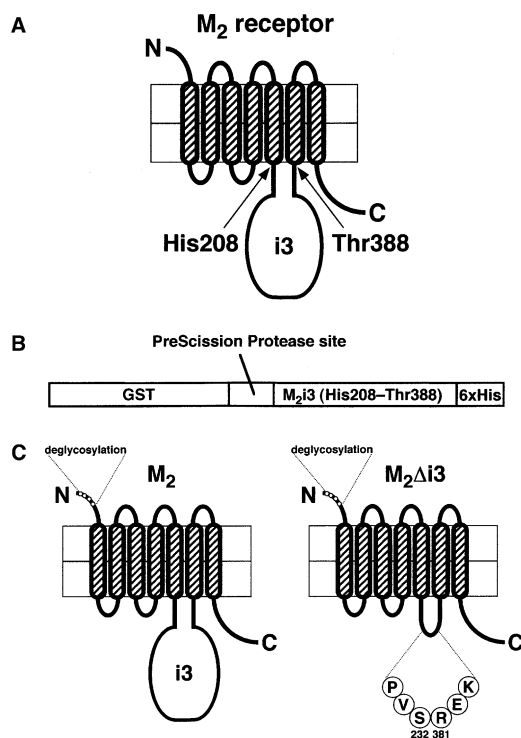 A
M2 receptor
N
C
His208
i3
Thr388
B
PreScission Protease site
GST
M2i3 (His208–Thr388)
6xHis
C
deglycosylation
N
M2
C
i3
deglycosylation
N
M2Δi3
C
P
V
S
R
E
K
232 381